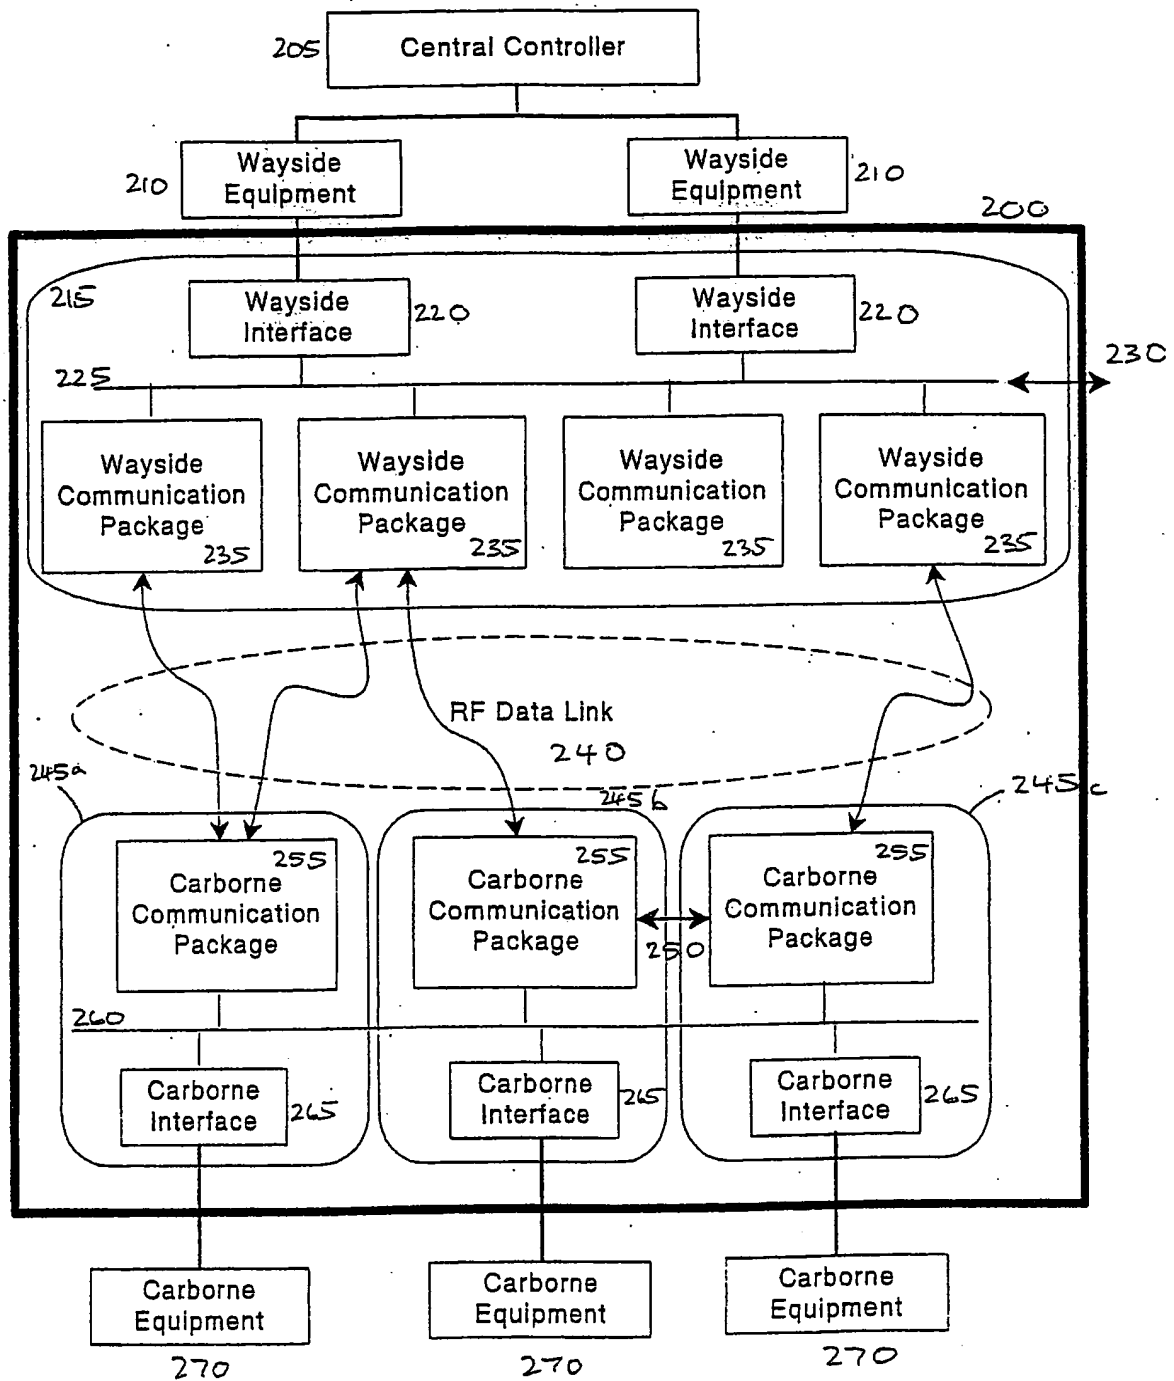 205
Central Controller
210
Wayside
Equipment
Wayside
Equipment
210
200
215
Wayside
Interface
220
Wayside
Interface
220
230
225
Wayside
Communication
Package
235
Wayside
Communication
Package
235
Wayside
Communication
Package
235
Wayside
Communication
Package
235
RF Data Link
240
245a
245b
245c
255
Carborne
Communication
Package
255
Carborne
Communication
Package
250
255
Carborne
Communication
Package
260
Carborne
Interface
265
Carborne
Interface
265
Carborne
Interface
265
Carborne
Equipment
270
Carborne
Equipment
270
Carborne
Equipment
270